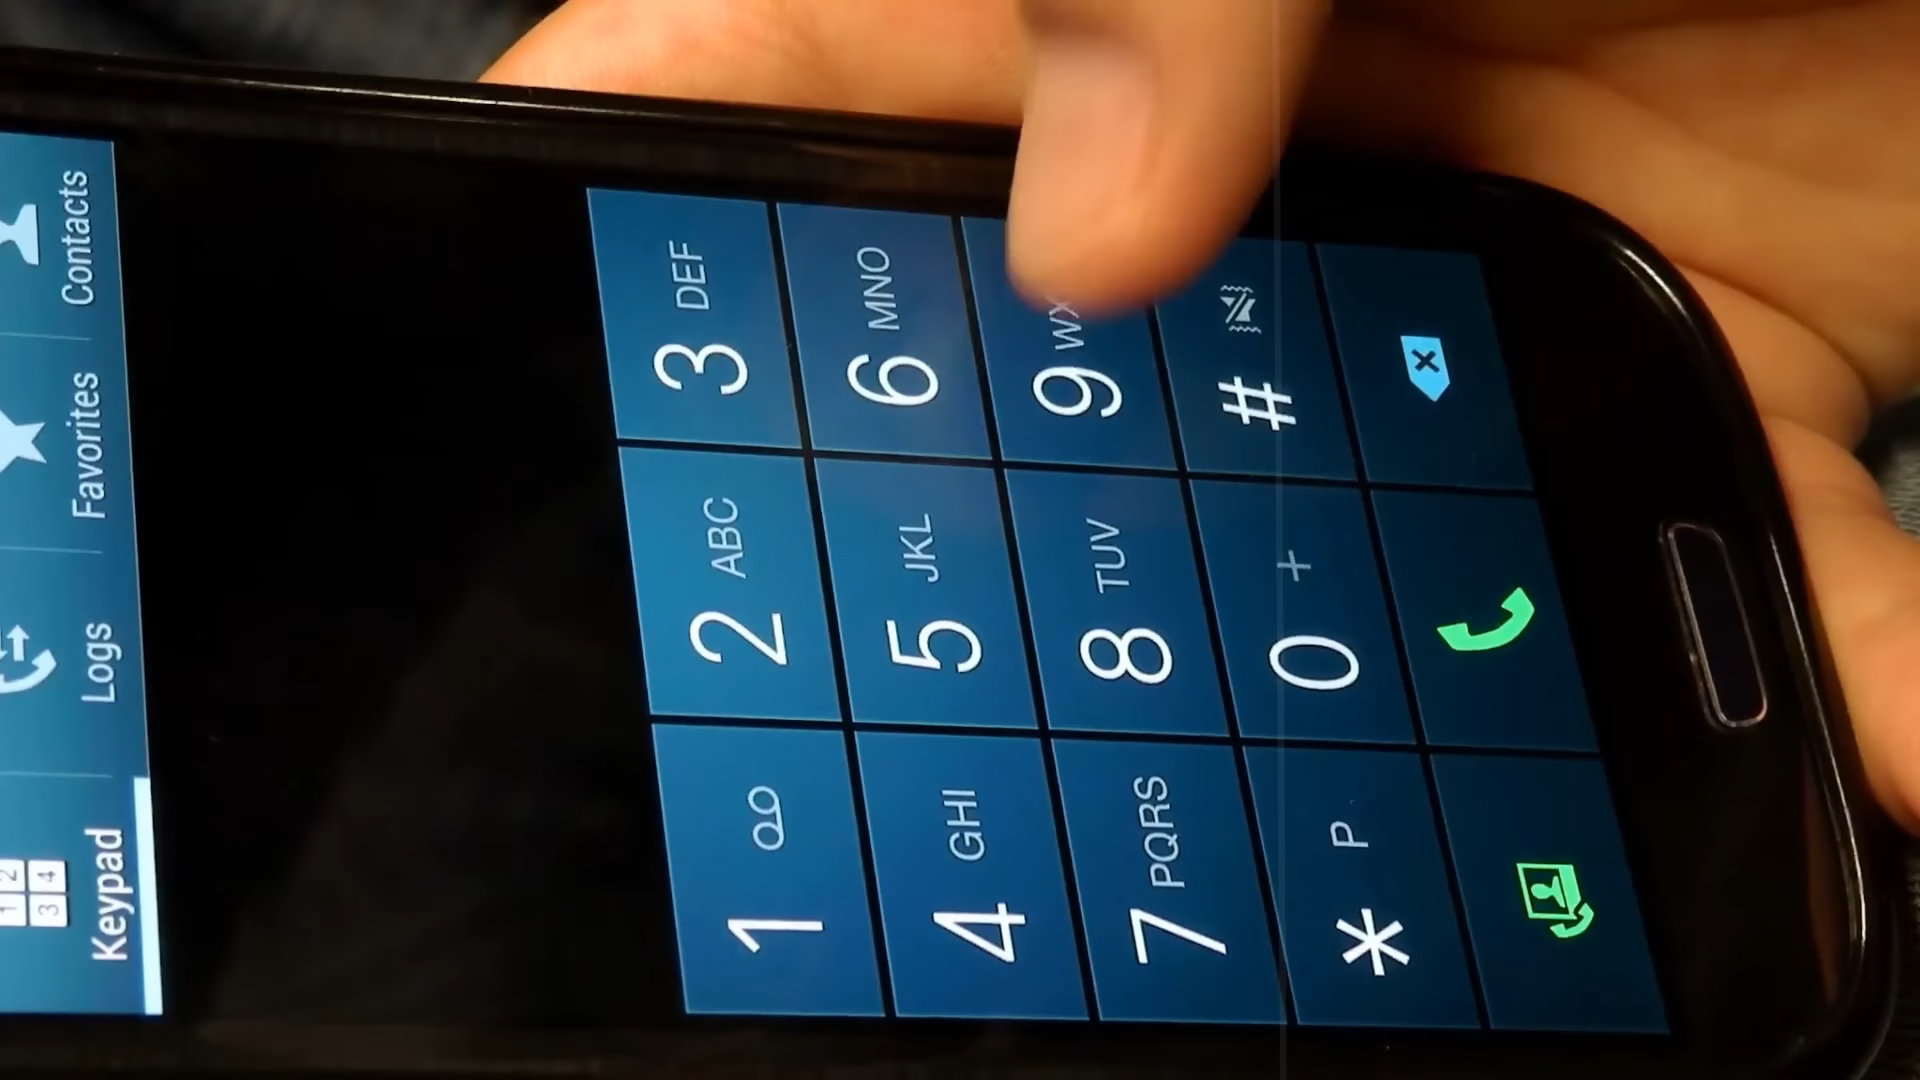 Keypad
Logs
Favorites
Contacts
1
2 ABC
3 DEF
4 GHI
5 JKL
6 MNO
7 PQRS
8 TUV
9 WX
* P
0 +
#